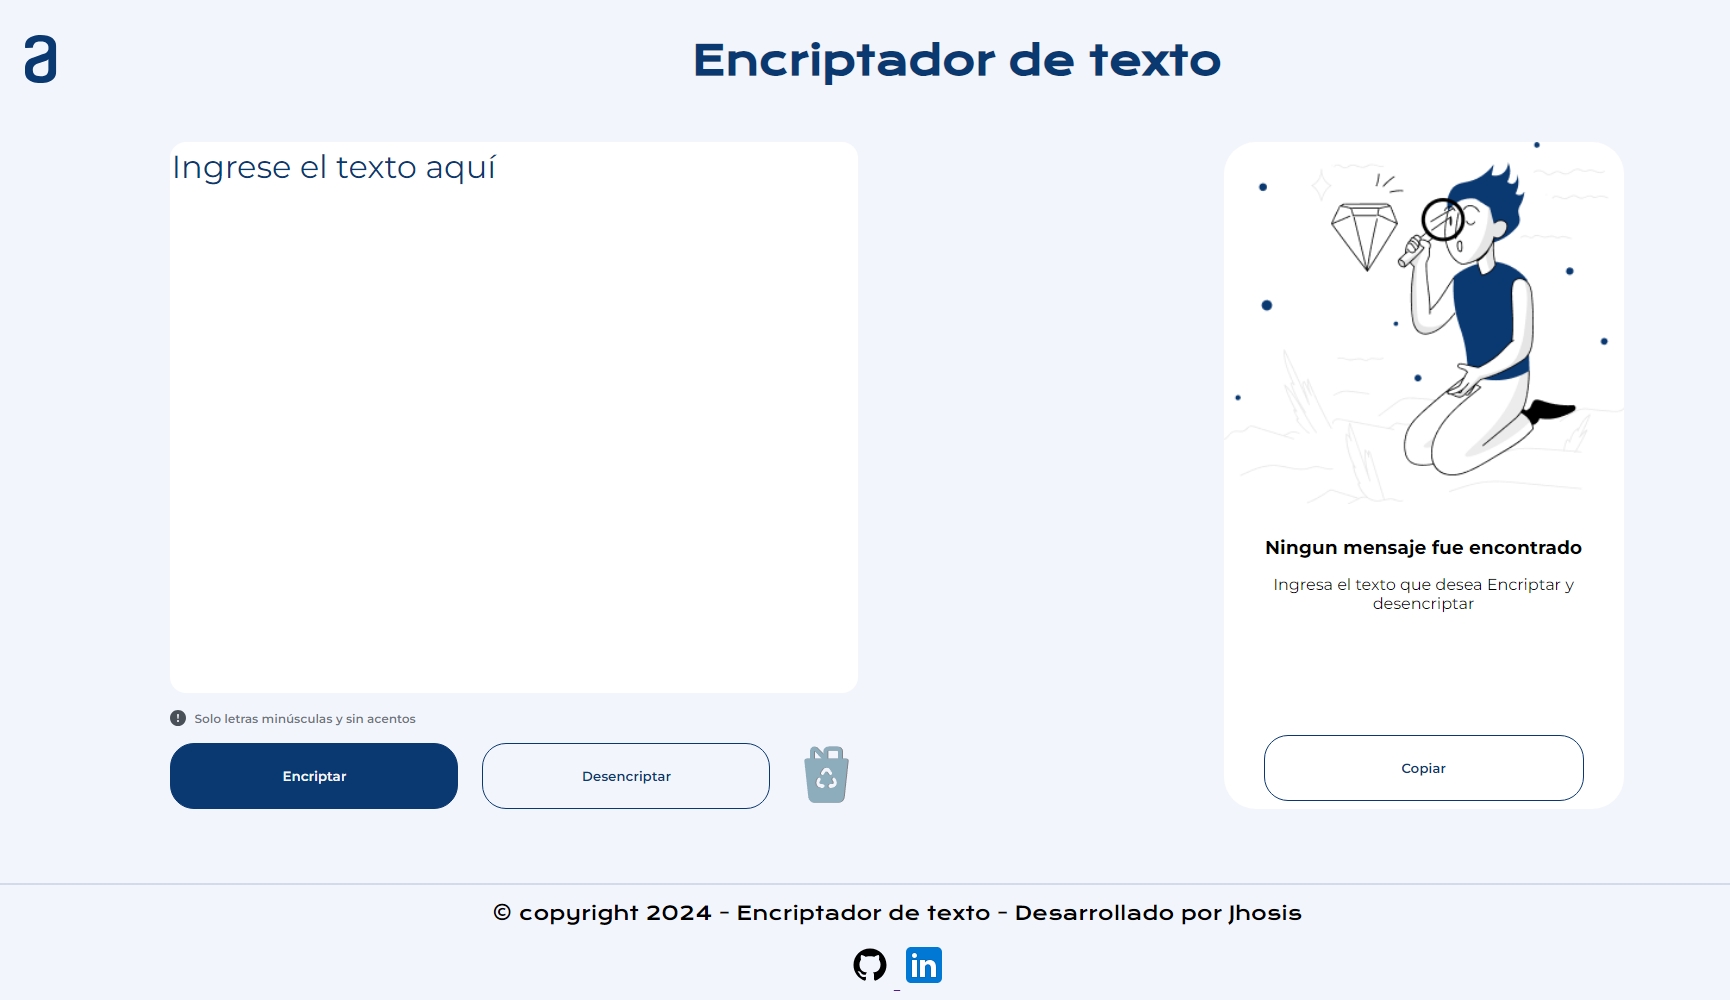 a
Encriptador de texto
Ingrese el texto aquí
Solo letras minúsculas y sin acentos
Encriptar
Desencriptar
Ningun mensaje fue encontrado
Ingresa el texto que desea Encriptar y
desencriptar
Copiar
© copyright 2024 - Encriptador de texto - Desarrollado por Jhosis
in